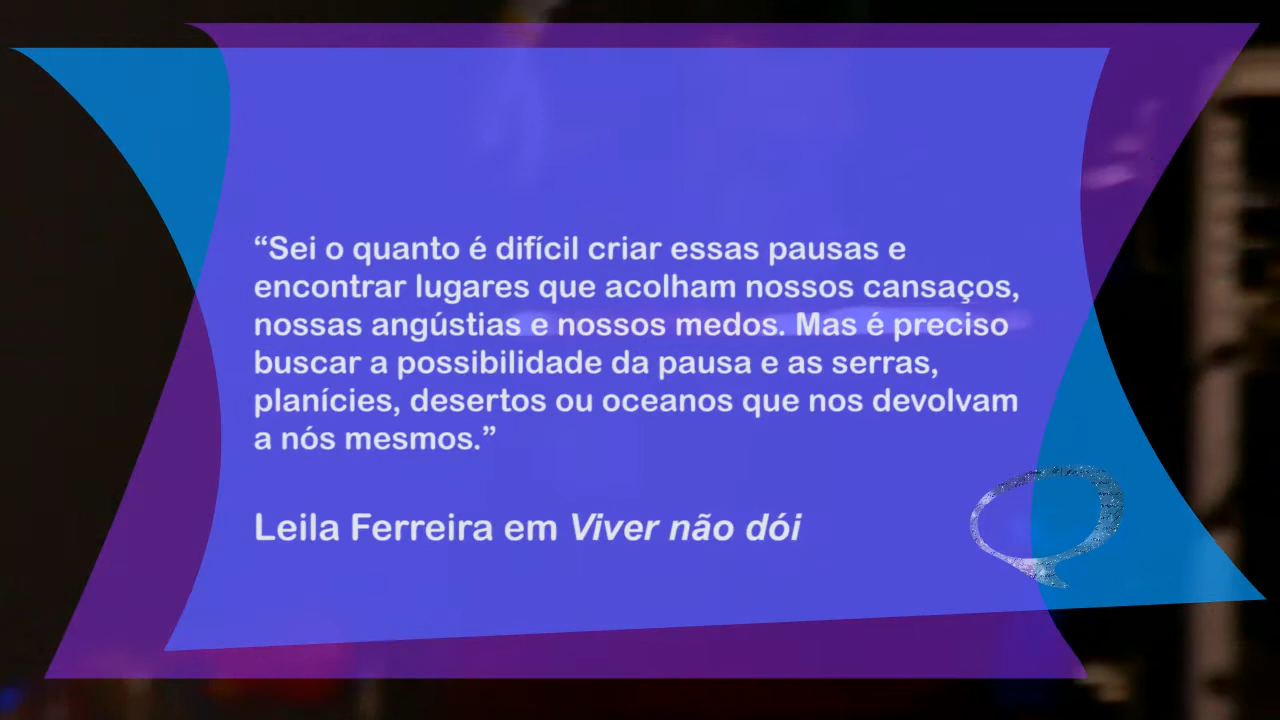 “Sei o quanto é difícil criar essas pausas e
encontrar lugares que acolham nossos cansaços,
nossas angústias e nossos medos. Mas é preciso
buscar a possibilidade da pausa e as serras,
planícies, desertos ou oceanos que nos devolvam
a nós mesmos.”
Leila Ferreira em Viver não dói